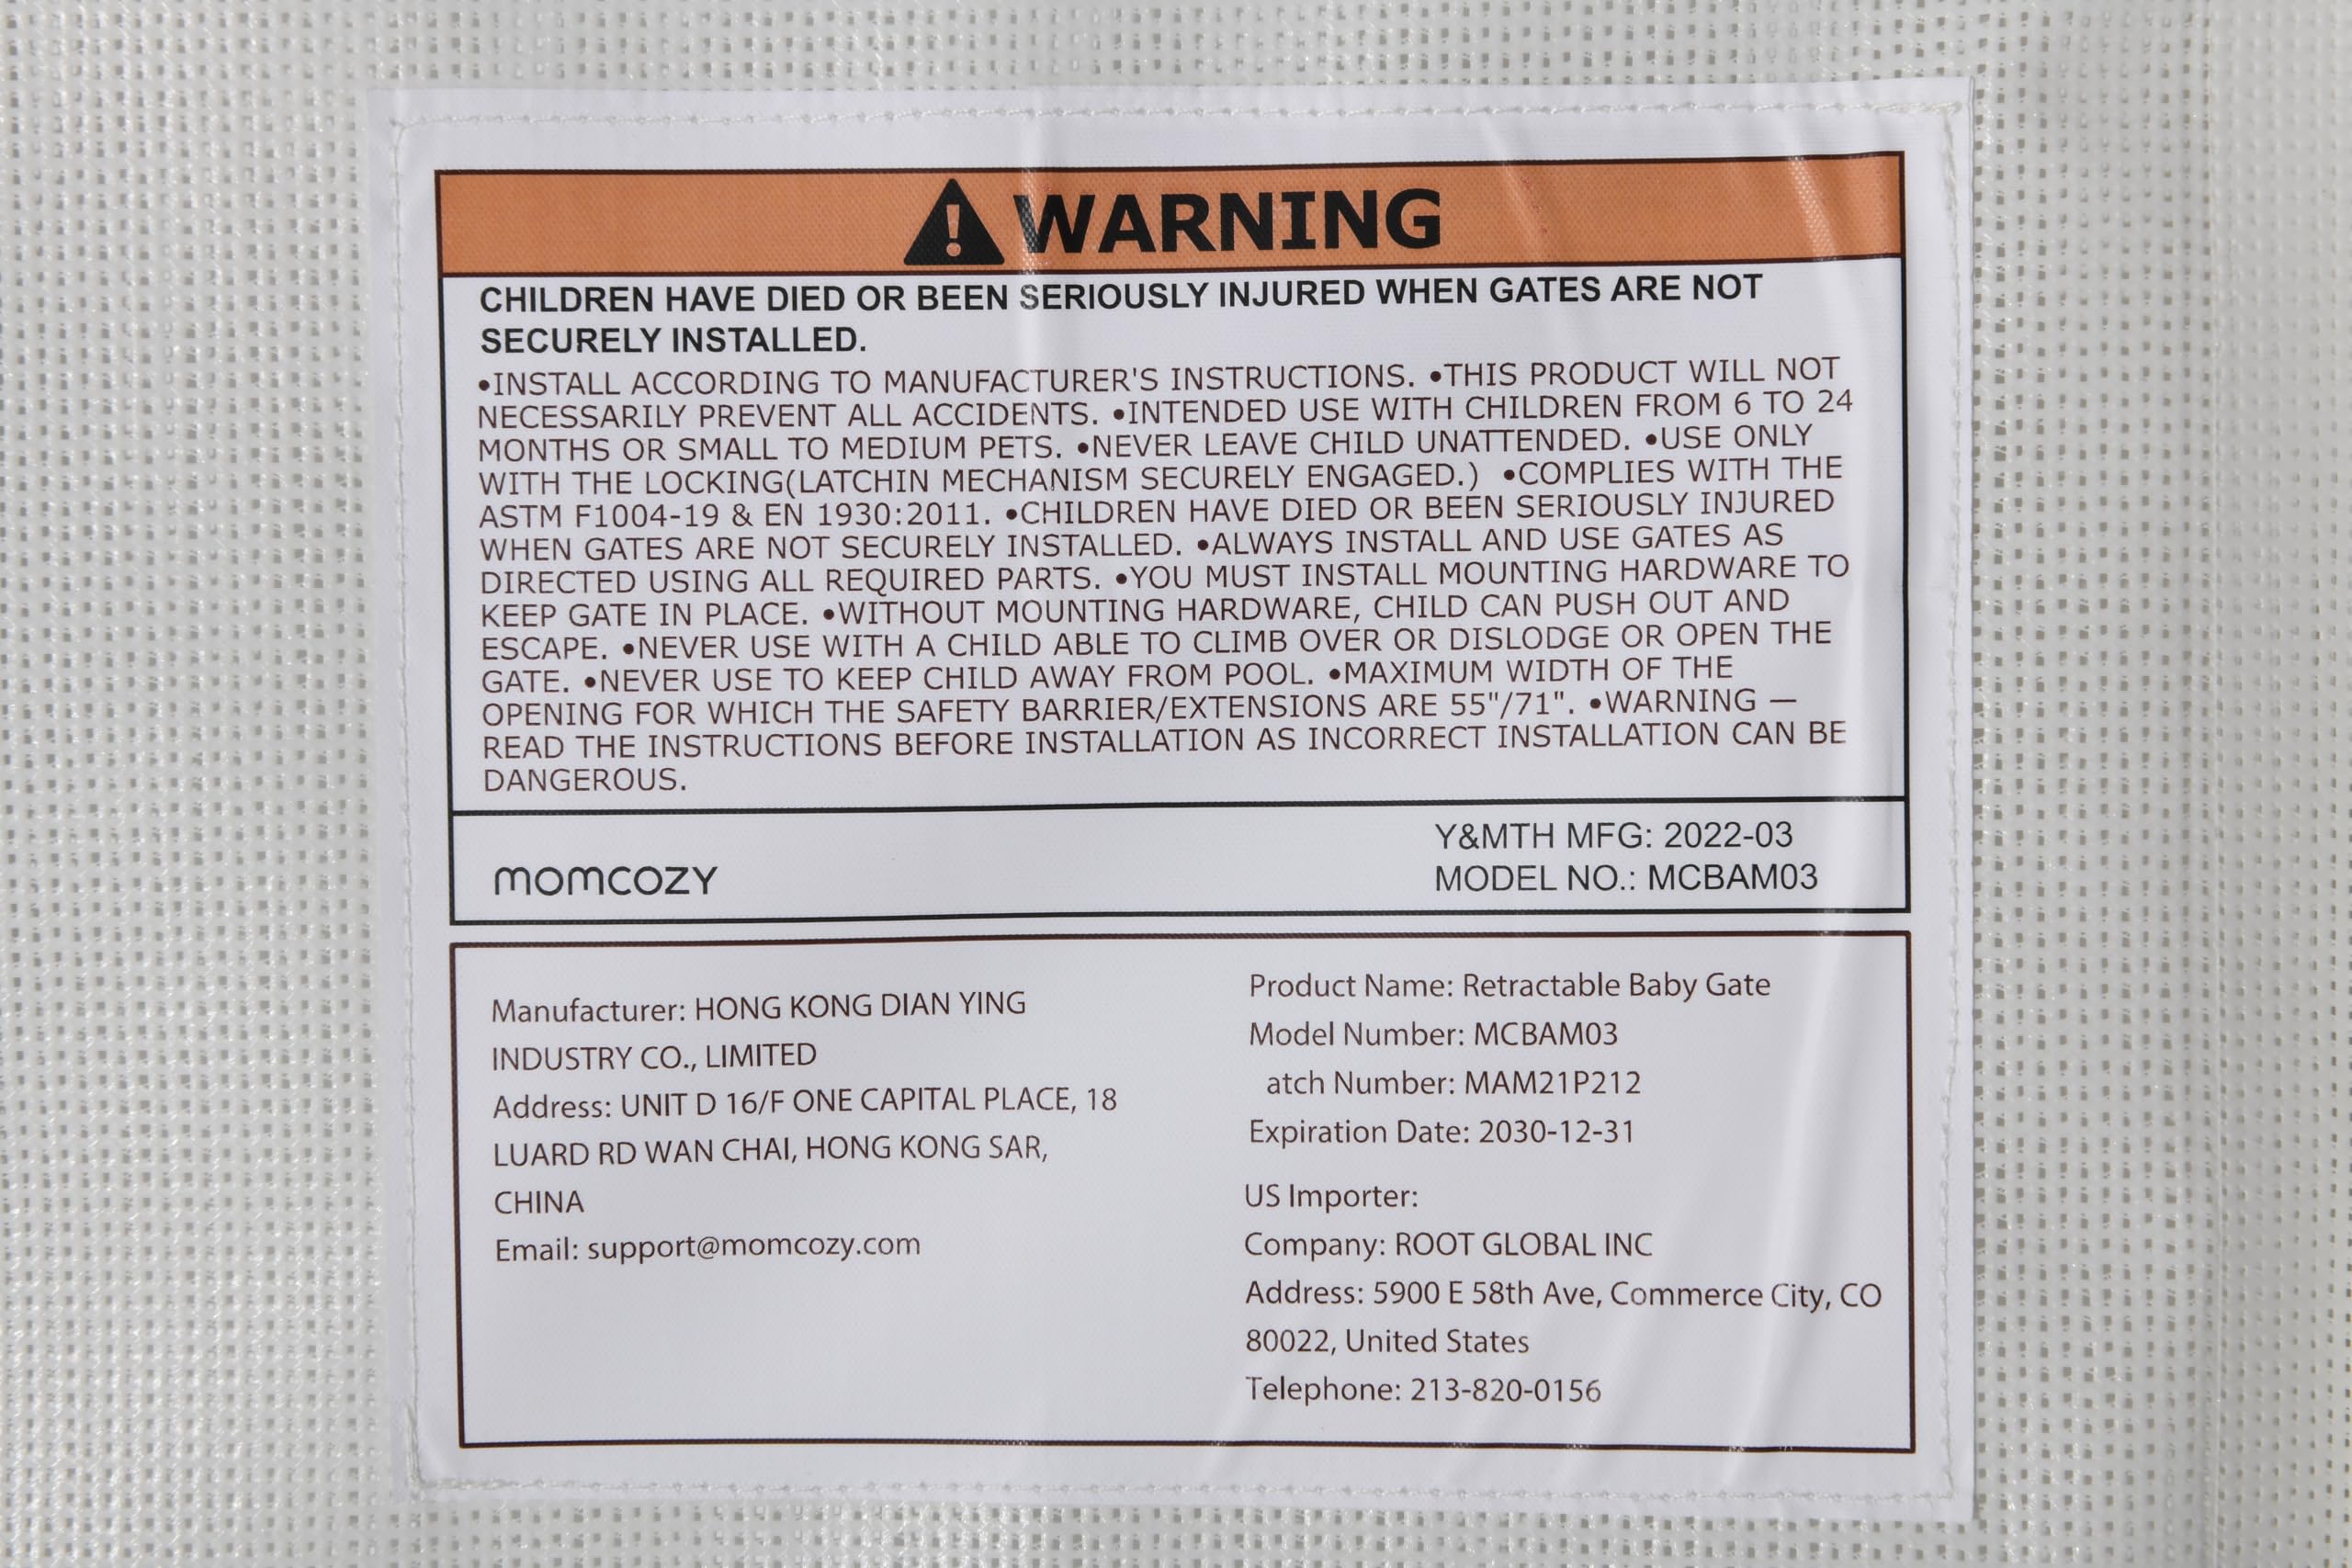 WARNING
CHILDREN HAVE DIED OR BEEN SERIOUSLY INJURED WHEN GATES ARE NOT
SECURELY INSTALLED.
•INSTALL ACCORDING TO MANUFACTURER'S INSTRUCTIONS. •THIS PRODUCT WILL NOT
NECESSARILY PREVENT ALL ACCIDENTS. •INTENDED USE WITH CHILDREN FROM 6 TO 24
MONTHS OR SMALL TO MEDIUM PETS. •NEVER LEAVE CHILD UNATTENDED. •USE ONLY
WITH THE LOCKING(LATCHIN MECHANISM SECURELY ENGAGED.) •COMPLIES WITH THE
ASTM F1004-19 & EN 1930:2011. •CHILDREN HAVE DIED OR BEEN SERIOUSLY INJURED
WHEN GATES ARE NOT SECURELY INSTALLED. •ALWAYS INSTALL AND USE GATES AS
DIRECTED USING ALL REQUIRED PARTS. •YOU MUST INSTALL MOUNTING HARDWARE TO
KEEP GATE IN PLACE. •WITHOUT MOUNTING HARDWARE, CHILD CAN PUSH OUT AND
ESCAPE. •NEVER USE WITH A CHILD ABLE TO CLIMB OVER OR DISLODGE OR OPEN THE
GATE. •NEVER USE TO KEEP CHILD AWAY FROM POOL. •MAXIMUM WIDTH OF THE
OPENING FOR WHICH THE SAFETY BARRIER/EXTENSIONS ARE 55"/71". •WARNING —
READ THE INSTRUCTIONS BEFORE INSTALLATION AS INCORRECT INSTALLATION CAN BE
DANGEROUS.
momcozy
Y&MTH MFG: 2022-03
MODEL NO.: MCBAM03
Manufacturer: HONG KONG DIAN YING
INDUSTRY CO., LIMITED
Address: UNIT D 16/F ONE CAPITAL PLACE, 18
LUARD RD WAN CHAI, HONG KONG SAR,
CHINA
Email: support@momcozy.com
Product Name: Retractable Baby Gate
Model Number: MCBAM03
atch Number: MAM21P212
Expiration Date: 2030-12-31
US Importer:
Company: ROOT GLOBAL INC
Address: 5900 E 58th Ave, Commerce City, CO
80022, United States
Telephone: 213-820-0156